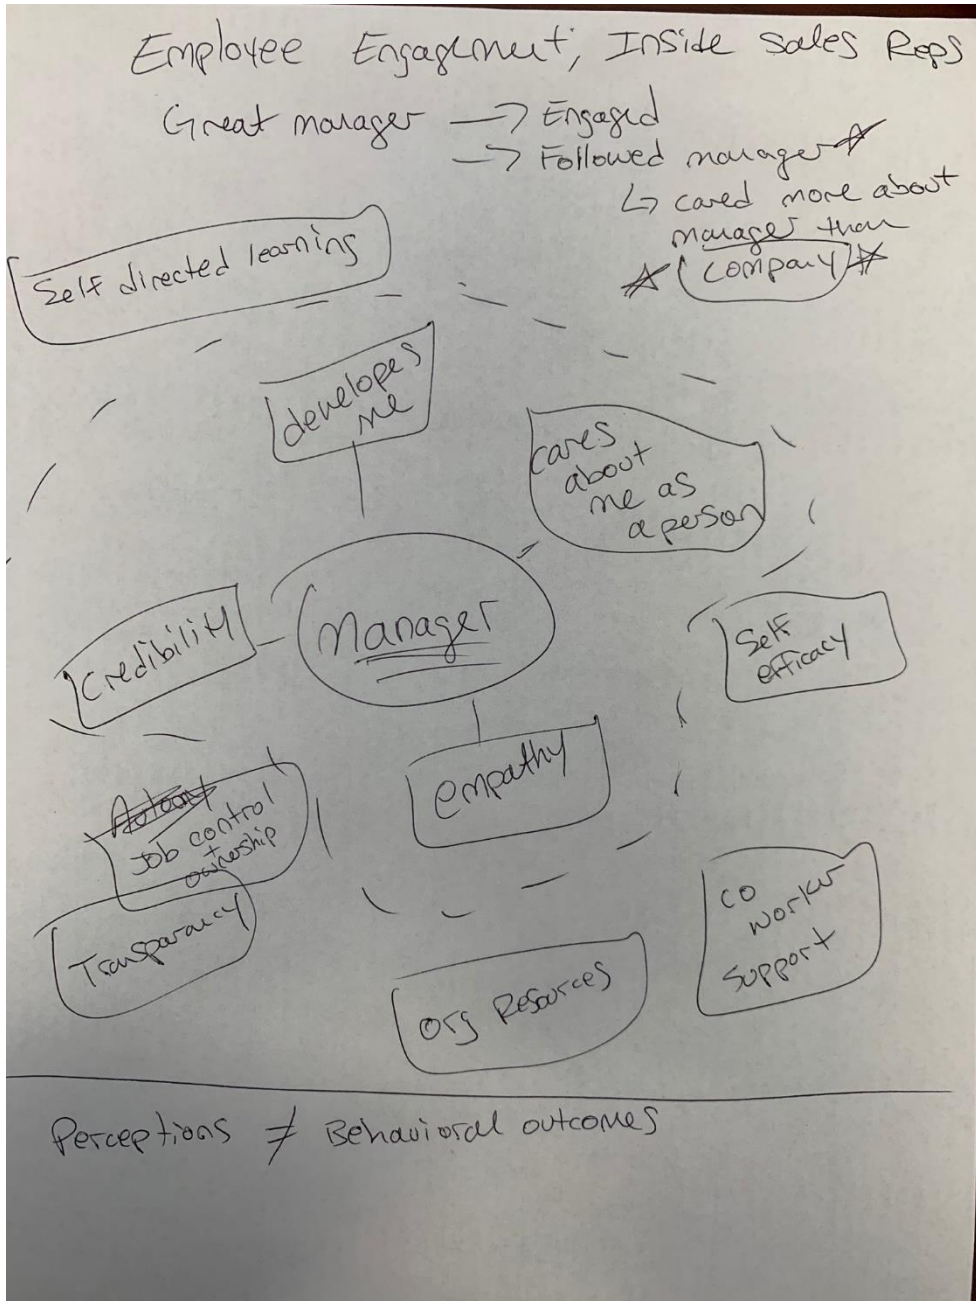 Employee Engagement, Inside Sales Reps
Great manager → Engaged
→ Followed manager ☆
↳ cared more about
manager than
☆ (company) ☆
Self directed learning
developes
me
cares
about
me as
a person
Credibility
Manager
Self
efficacy
empathy
Job control
+
ownership
Transparancy
co
worker
support
Org Resources
Perceptions ≠ Behavioral outcomes